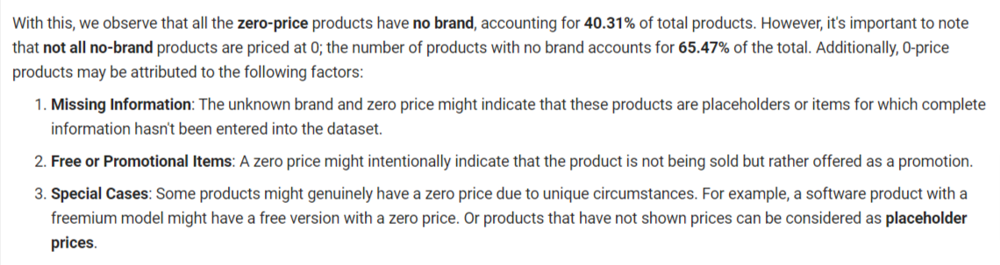 With this, we observe that all the zero-price products have no brand, accounting for 40.31% of total products. However, it's important to note
that not all no-brand products are priced at 0; the number of products with no brand accounts for 65.47% of the total. Additionally, 0-price
products may be attributed to the following factors:
1. Missing Information: The unknown brand and zero price might indicate that these products are placeholders or items for which complete
information hasn't been entered into the dataset.
2. Free or Promotional Items: A zero price might intentionally indicate that the product is not being sold but rather offered as a promotion.
3. Special Cases: Some products might genuinely have a zero price due to unique circumstances. For example, a software product with a
freemium model might have a free version with a zero price. Or products that have not shown prices can be considered as placeholder
prices.